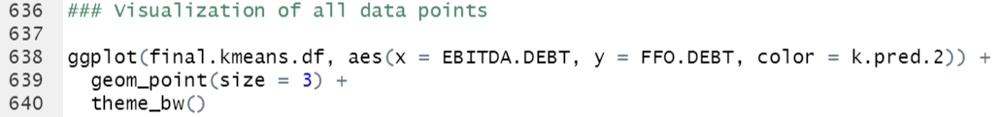 636 ### Visualization of all data points
637
638 ggplot(final.kmeans.df, aes(x = EBITDA.DEBT, y = FFO.DEBT, color = k.pred.2)) +
639   geom_point(size = 3) +
640   theme_bw()